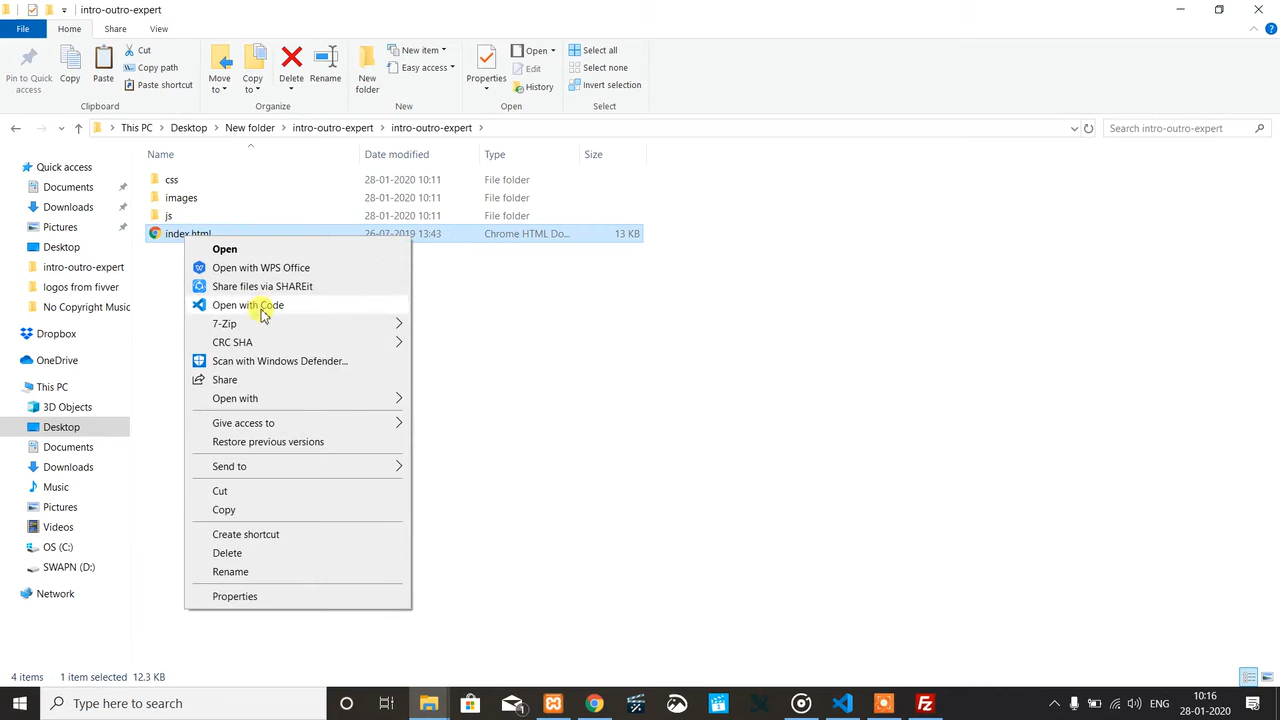 intro-outro-expert
File Home Share View
Pin to Quick access
Copy
Paste
Cut
Copy path
Paste shortcut
Clipboard
Move to
Copy to
Delete
Rename
Organize
New folder
New item
Easy access
New
Properties
Open
Edit
History
Open
Select all
Select none
Invert selection
Select
This PC > Desktop > New folder > intro-outro-expert > intro-outro-expert >
Search intro-outro-expert
Quick access
Documents
Downloads
Pictures
Desktop
intro-outro-expert
logos from fivver
No Copyright Music
Dropbox
OneDrive
This PC
3D Objects
Desktop
Documents
Downloads
Music
Pictures
Videos
OS (C:)
SWAPN (D:)
Network
Name Date modified Type Size
css 28-01-2020 10:11 File folder
images 28-01-2020 10:11 File folder
js 28-01-2020 10:11 File folder
index.html 26-07-2019 13:43 Chrome HTML Do... 13 KB
Open
Open with WPS Office
Share files via SHAREit
Open with Code
7-Zip
CRC SHA
Scan with Windows Defender...
Share
Open with
Give access to
Restore previous versions
Send to
Cut
Copy
Create shortcut
Delete
Rename
Properties
4 items 1 item selected 12.3 KB
Type here to search
1
ENG
10:16
28-01-2020